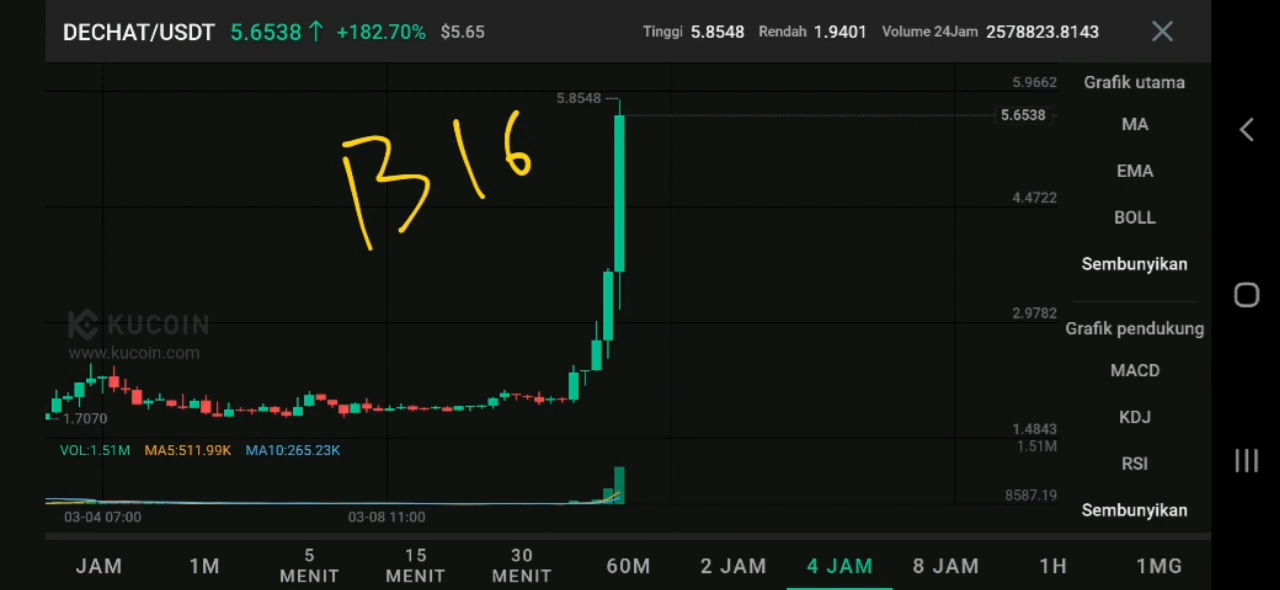 DECHAT/USDT 5.6538↑ +182.70% $5.65 Tinggi 5.8548 Rendah 1.9401 Volume 24Jam 2578823.8143
Grafik utama
MA
EMA
BOLL
Sembunyikan
Grafik pendukung
MACD
KDJ
RSI
Sembunyikan
5.9662
5.8548
5.6538
B 16
4.4722
2.9782
KUCOIN
www.kucoin.com
1.7070
1.4843
VOL:1.51M MA5:511.99K MA10:265.23K
1.51M
8587.19
03-04 07:00 03-08 11:00
JAM 1M 5 MENIT 15 MENIT 30 MENIT 60M 2 JAM 4 JAM 8 JAM 1H 1MG